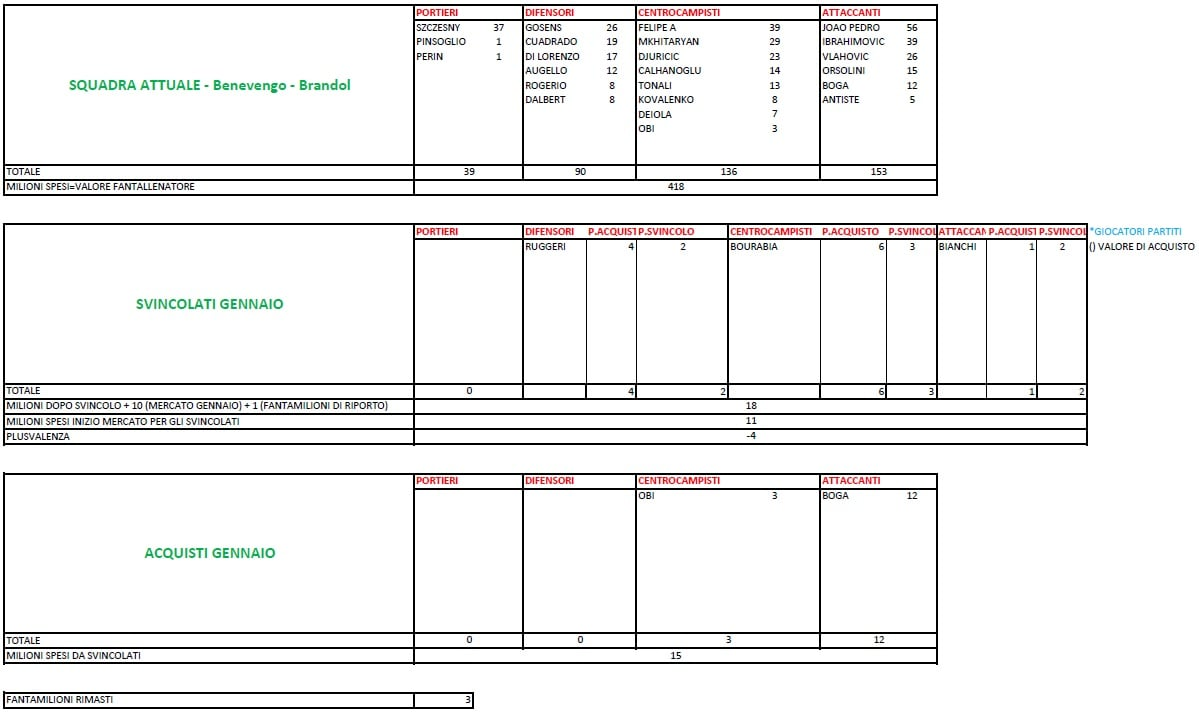 PORTIERI DIFENSORI CENTROCAMPISTI ATTACCANTI
SZCZESNY 37 GOSENS 26 FELIPE A 39 JOAO PEDRO 56
PINSOGLIO 1 CUADRADO 19 MKHITARYAN 29 IBRAHIMOVIC 39
PERIN 1 DI LORENZO 17 DJURICIC 23 VLAHOVIC 26
AUGELLO 12 CALHANOGLU 14 ORSOLINI 15
SQUADRA ATTUALE - Benevengo - Brandol
ROGERIO 8 TONALI 13 BOGA 12
DALBERT 8 KOVALENKO 8 ANTISTE 5
DEIOLA 7
OBI 3
TOTALE 39 90 136 153
MILIONI SPESI=VALORE FANTALLENATORE 418
PORTIERI DIFENSORI P.ACQUIST P.SVINCOLO CENTROCAMPISTI P.ACQUISTO P.SVINCOL ATTACCAN P.ACQUIST P.SVINCOL *GIOCATORI PARTITI
RUGGERI 4 2 BOURABIA 6 3 BIANCHI 1 2 () VALORE DI ACQUISTO
SVINCOLATI GENNAIO
TOTALE 0 4 2 6 3 1 2
MILIONI DOPO SVINCOLO + 10 (MERCATO GENNAIO) + 1 (FANTAMILIONI DI RIPORTO) 18
MILIONI SPESI INIZIO MERCATO PER GLI SVINCOLATI 11
PLUSVALENZA -4
PORTIERI DIFENSORI CENTROCAMPISTI ATTACCANTI
OBI 3 BOGA 12
ACQUISTI GENNAIO
TOTALE 0 0 3 12
MILIONI SPESI DA SVINCOLATI 15
FANTAMILIONI RIMASTI 3